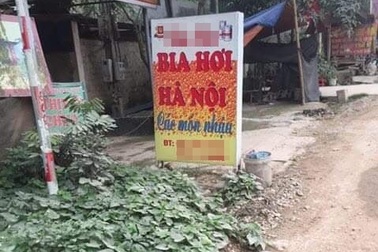 BIA HƠI
HÀ NỘI
Các món nhậu
ĐT: